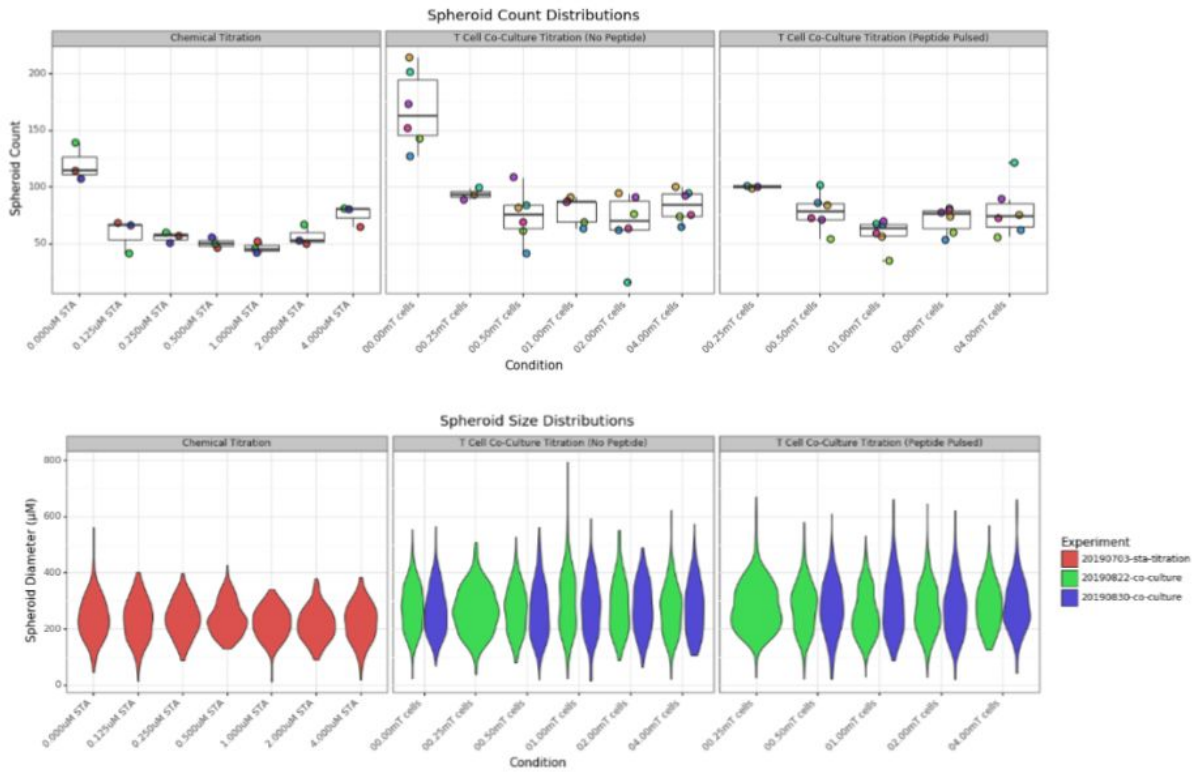 Spheroid Count Distributions
Chemical Titration
T Cell Co-Culture Titration (No Peptide)
T Cell Co-Culture Titration (Peptide Pulsed)
Spheroid Count
200
150
100
50
0.000uM STA
0.125uM STA
0.250uM STA
0.500uM STA
1.000uM STA
2.000uM STA
4.000uM STA
00.00mT cells
00.25mT cells
00.50mT cells
01.00mT cells
02.00mT cells
04.00mT cells
00.25mT cells
00.50mT cells
01.00mT cells
02.00mT cells
04.00mT cells
Condition
Spheroid Size Distributions
Chemical Titration
T Cell Co-Culture Titration (No Peptide)
T Cell Co-Culture Titration (Peptide Pulsed)
Spheroid Diameter (μM)
800
600
400
200
0
0.000uM STA
0.125uM STA
0.250uM STA
0.500uM STA
1.000uM STA
2.000uM STA
4.000uM STA
00.00mT cells
00.25mT cells
00.50mT cells
01.00mT cells
02.00mT cells
04.00mT cells
00.25mT cells
00.50mT cells
01.00mT cells
02.00mT cells
04.00mT cells
Condition
Experiment
20190703-sta-titration
20190822-co-culture
20190830-co-culture